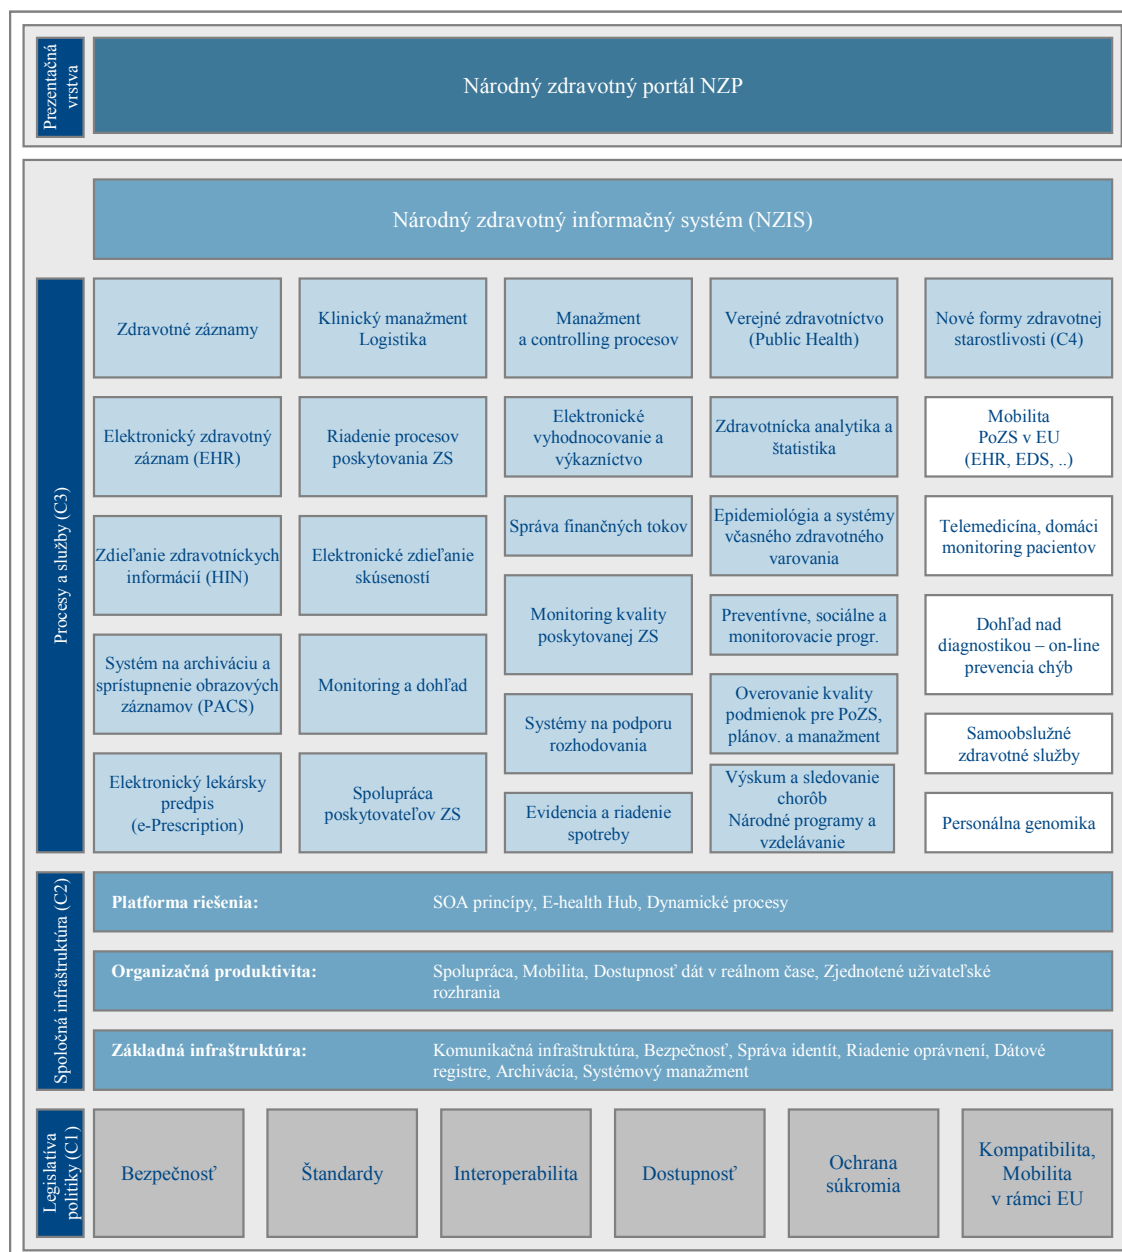 Prezentačná
vrstva
Národný zdravotný portál NZP
Národný zdravotný informačný systém (NZIS)
Procesy a služby (C3)
Zdravotné záznamy
Klinický manažment
Logistika
Manažment
a controlling procesov
Verejné zdravotníctvo
(Public Health)
Nové formy zdravotnej
starostlivosti (C4)
Elektronický zdravotný
záznam (EHR)
Zdieľanie zdravotníckych
informácií (HIN)
Systém na archiváciu a
sprístupnenie obrazových
záznamov (PACS)
Elektronický lekársky
predpis
(e-Prescription)
Riadenie procesov
poskytovania ZS
Elektronické zdieľanie
skúseností
Monitoring a dohľad
Spolupráca
poskytovateľov ZS
Elektronické
vyhodnocovanie a
výkazníctvo
Správa finančných tokov
Monitoring kvality
poskytovanej ZS
Systémy na podporu
rozhodovania
Evidencia a riadenie
spotreby
Zdravotnícka analytika a
štatistika
Epidemiológia a systémy
včasného zdravotného
varovania
Preventívne, sociálne a
monitorovacie progr.
Overovanie kvality
podmienok pre PoZS,
plánov. a manažment
Výskum a sledovanie
chorôb
Národné programy a
vzdelávanie
Mobilita
PoZS v EU
(EHR, EDS, ..)
Telemedicína, domáci
monitoring pacientov
Dohľad nad
diagnostikou – on-line
prevencia chýb
Samoobslužné
zdravotné služby
Personálna genomika
Spoločná infraštruktúra (C2)
Platforma riešenia: SOA princípy, E-health Hub, Dynamické procesy
Organizačná produktivita: Spolupráca, Mobilita, Dostupnosť dát v reálnom čase, Zjednotené užívateľské
rozhrania
Základná infraštruktúra: Komunikačná infraštruktúra, Bezpečnosť, Správa identít, Riadenie oprávnení, Dátové
registre, Archivácia, Systémový manažment
Legislatíva
politiky (C1)
Bezpečnosť
Štandardy
Interoperabilita
Dostupnosť
Ochrana
súkromia
Kompatibilita,
Mobilita
v rámci EU